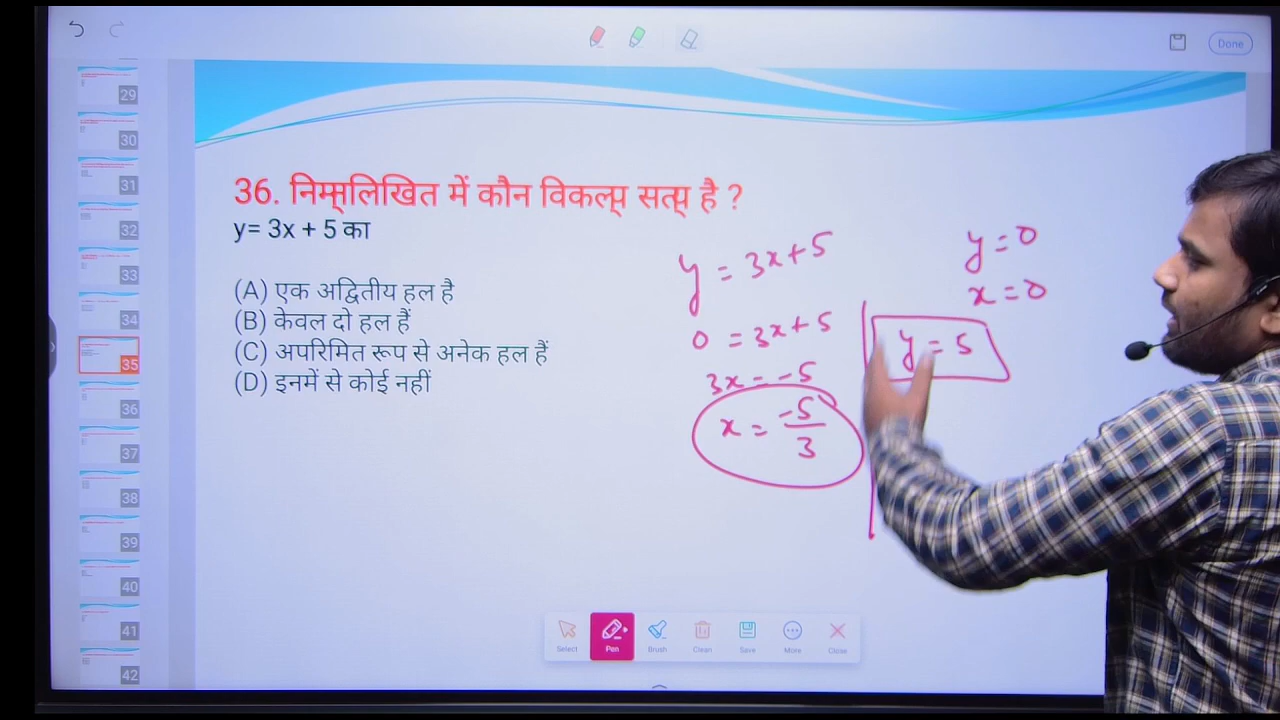 Done
29
30
31
32
33
34
35
36
37
38
39
40
41
42
36. निम्नलिखित में कौन विकल्प सत्य है ?
y= 3x + 5 का
(A) एक अद्वितीय हल है
(B) केवल दो हल हैं
(C) अपरिमित रूप से अनेक हल हैं
(D) इनमें से कोई नहीं
y = 3x+5
0 = 3x+5
3x = -5
x = -5/3
y = 0
x = 0
y = 5
Select Pen Brush Clean Save More Close